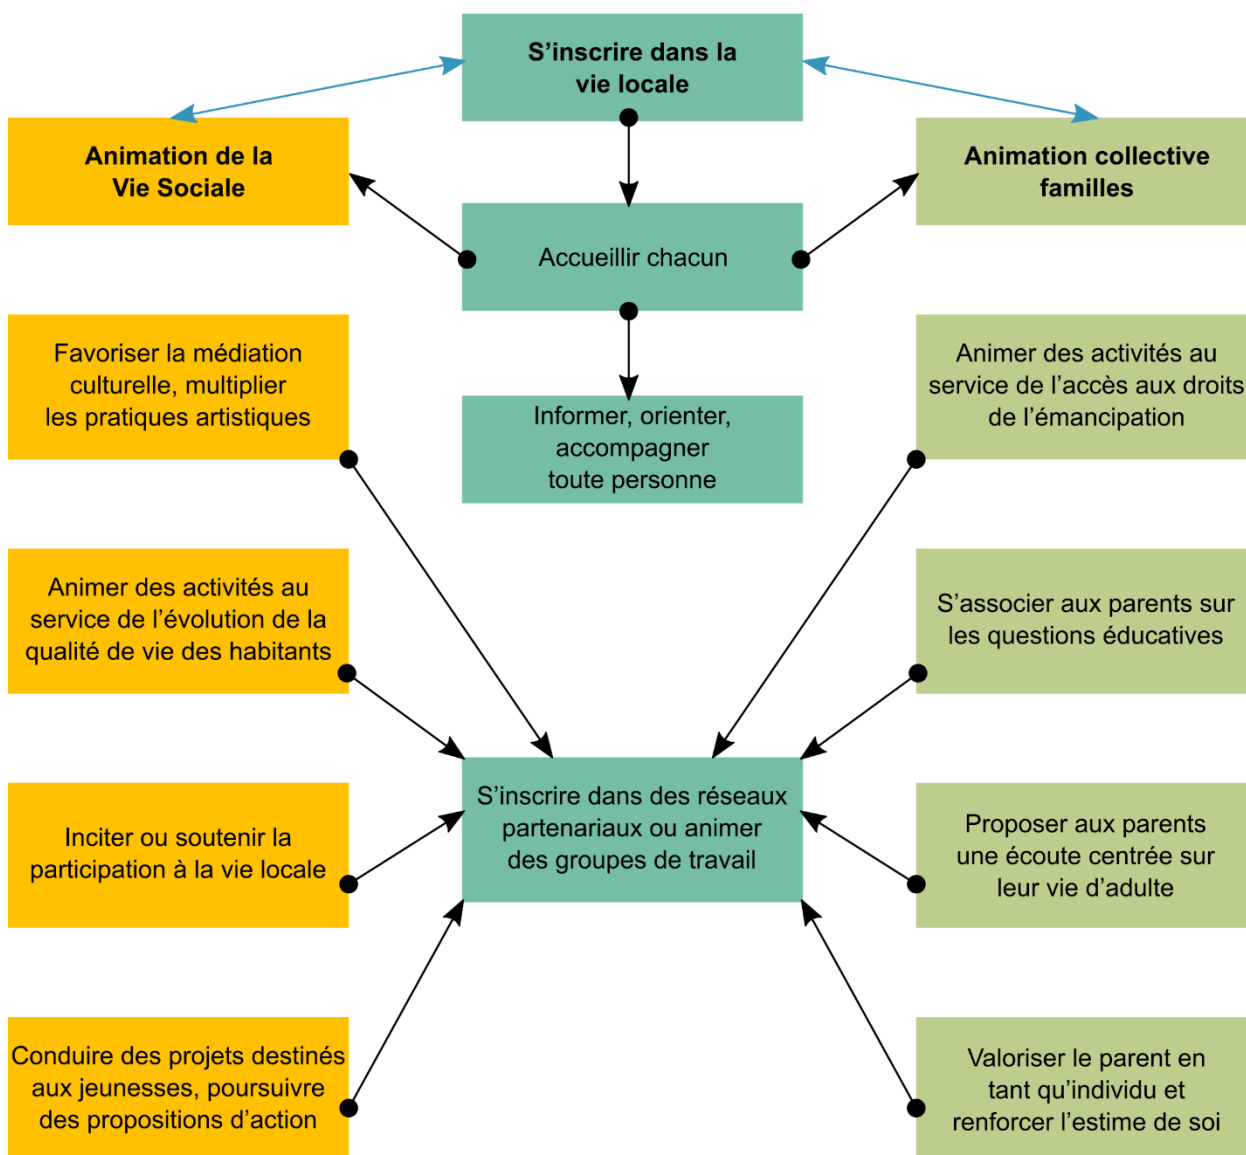 S’inscrire dans la
vie locale
Animation de la
Vie Sociale
Animation collective
familles
Accueillir chacun
Favoriser la médiation
culturelle, multiplier
les pratiques artistiques
Informer, orienter,
accompagner
toute personne
Animer des activités au
service de l’accès aux droits
de l’émancipation
Animer des activités au
service de l’évolution de la
qualité de vie des habitants
S’associer aux parents sur
les questions éducatives
Inciter ou soutenir la
participation à la vie locale
S’inscrire dans des réseaux
partenariaux ou animer
des groupes de travail
Proposer aux parents
une écoute centrée sur
leur vie d’adulte
Conduire des projets destinés
aux jeunesses, poursuivre
des propositions d’action
Valoriser le parent en
tant qu’individu et
renforcer l’estime de soi